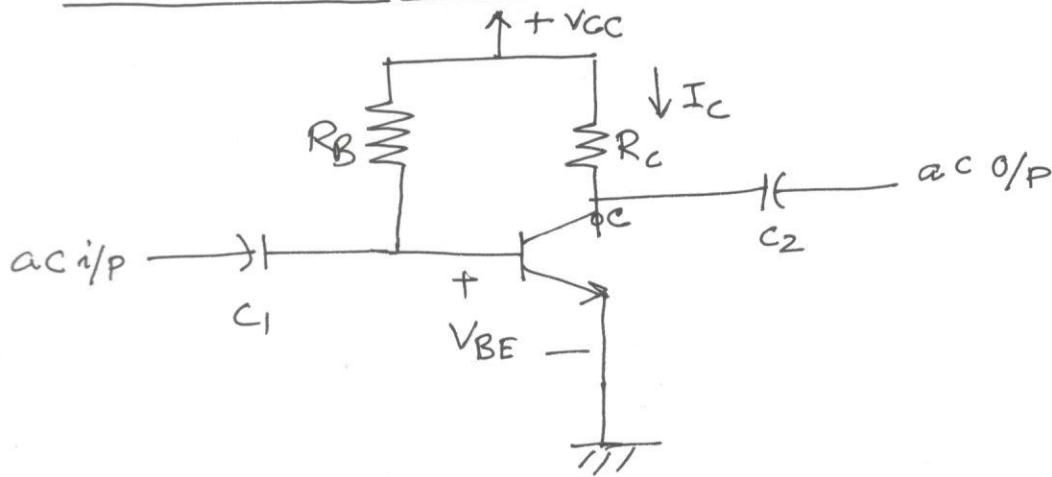 + VCC
IC
RB
RC
ac o/p
C
C2
ac i/p
C1
+
VBE −